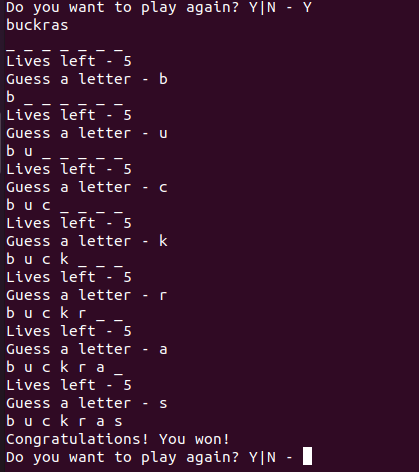 Do you want to play again? Y|N - Y
buckras
_ _ _ _ _ _ _
Lives left - 5
Guess a letter - b
b _ _ _ _ _ _
Lives left - 5
Guess a letter - u
b u _ _ _ _ _
Lives left - 5
Guess a letter - c
b u c _ _ _ _
Lives left - 5
Guess a letter - k
b u c k _ _ _
Lives left - 5
Guess a letter - r
b u c k r _ _
Lives left - 5
Guess a letter - a
b u c k r a _
Lives left - 5
Guess a letter - s
b u c k r a s
Congratulations! You won!
Do you want to play again? Y|N -